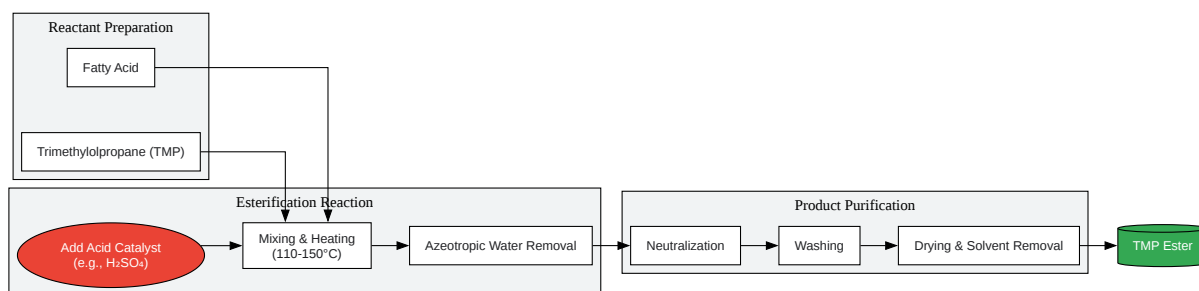 Reactant Preparation
Fatty Acid
Trimethylolpropane (TMP)
Esterification Reaction
Add Acid Catalyst
(e.g., H₂SO₄)
Mixing & Heating
(110-150°C)
Azeotropic Water Removal
Product Purification
Neutralization
Washing
Drying & Solvent Removal
TMP Ester